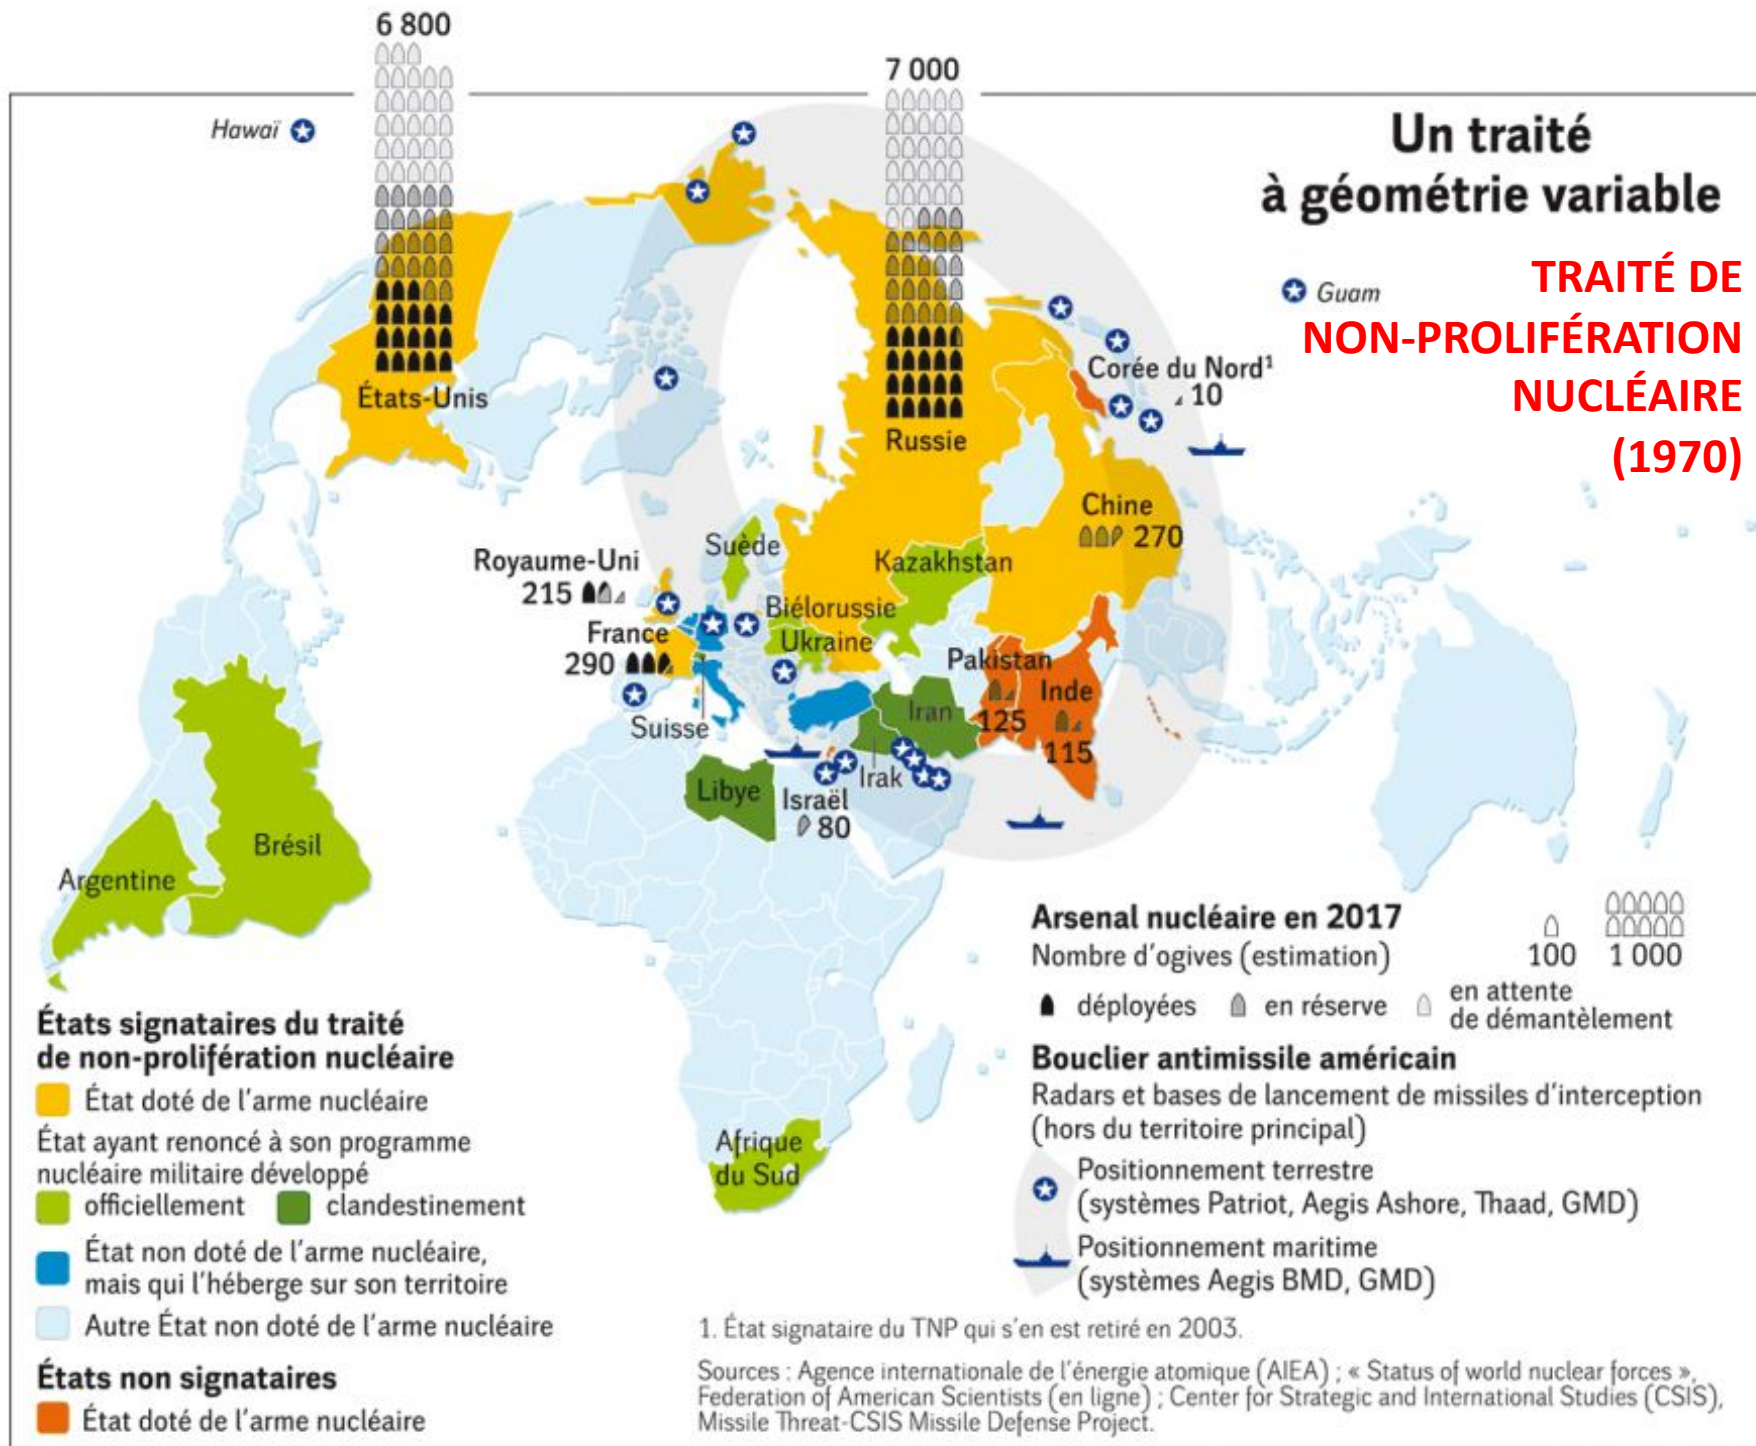 6 800
7 000
Hawaï
Un traité
à géométrie variable
TRAITÉ DE
NON-PROLIFÉRATION
NUCLÉAIRE
(1970)
Guam
Corée du Nord¹
10
États-Unis
Russie
Chine
270
Suède
Kazakhstan
Royaume-Uni
215
Biélorussie
Ukraine
France
290
Pakistan
125
Inde
115
Suisse
Iran
Irak
Libye
Israël
80
Brésil
Argentine
Afrique
du Sud
États signataires du traité
de non-prolifération nucléaire
État doté de l'arme nucléaire
État ayant renoncé à son programme
nucléaire militaire développé
officiellement
clandestinement
État non doté de l'arme nucléaire,
mais qui l'héberge sur son territoire
Autre État non doté de l'arme nucléaire
États non signataires
État doté de l'arme nucléaire
Arsenal nucléaire en 2017
Nombre d'ogives (estimation)
100
1 000
déployées
en réserve
en attente
de démantèlement
Bouclier antimissile américain
Radars et bases de lancement de missiles d'interception
(hors du territoire principal)
Positionnement terrestre
(systèmes Patriot, Aegis Ashore, Thaad, GMD)
Positionnement maritime
(systèmes Aegis BMD, GMD)
1. État signataire du TNP qui s'en est retiré en 2003.
Sources : Agence internationale de l'énergie atomique (AIEA) ; « Status of world nuclear forces »,
Federation of American Scientists (en ligne) ; Center for Strategic and International Studies (CSIS),
Missile Threat-CSIS Missile Defense Project.